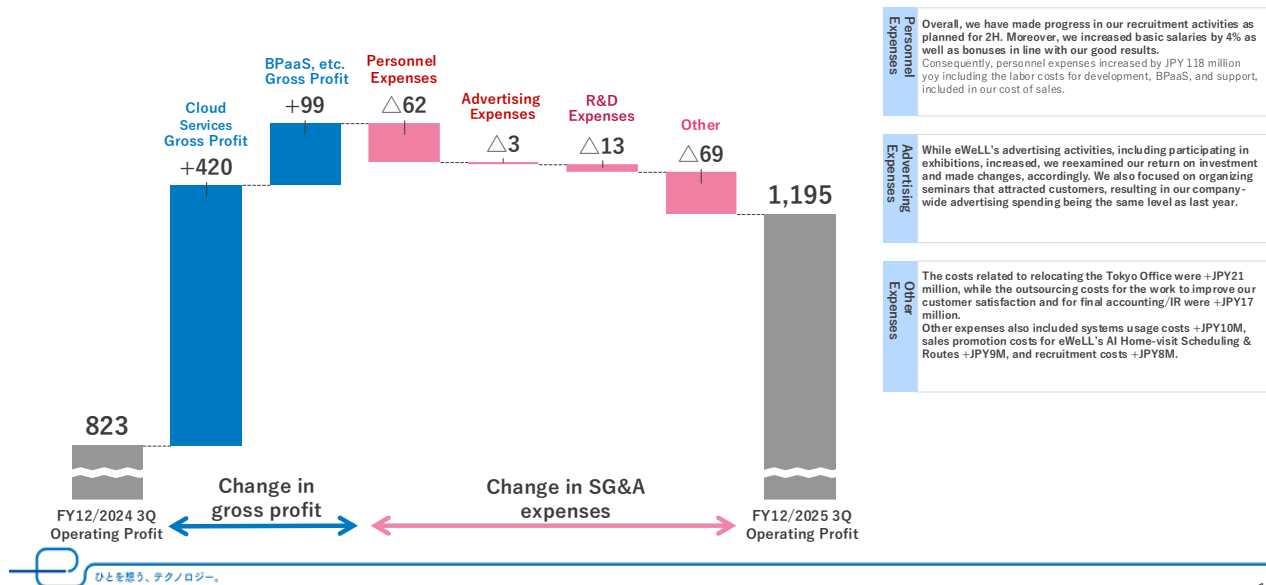 BPaaS, etc.
Gross Profit
+99
Personnel
Expenses
△62
Cloud
Services
Gross Profit
+420
Advertising
Expenses
△3
R&D
Expenses
△13
Other
△69
1,195
823
Change in
gross profit
Change in SG&A
expenses
FY12/2024 3Q
Operating Profit
FY12/2025 3Q
Operating Profit
Personnel
Expenses
Overall, we have made progress in our recruitment activities as
planned for 2H. Moreover, we increased basic salaries by 4% as
well as bonuses in line with our good results.
Consequently, personnel expenses increased by JPY 118 million
yoy including the labor costs for development, BPaaS, and support,
included in our cost of sales.
Advertising
Expenses
While eWeLL's advertising activities, including participating in
exhibitions, increased, we reexamined our return on investment
and made changes, accordingly. We also focused on organizing
seminars that attracted customers, resulting in our company-
wide advertising spending being the same level as last year.
Other
Expenses
The costs related to relocating the Tokyo Office were +JPY21
million, while the outsourcing costs for the work to improve our
customer satisfaction and for final accounting/IR were +JPY17
million.
Other expenses also included systems usage costs +JPY10M,
sales promotion costs for eWeLL's AI Home-visit Scheduling &
Routes +JPY9M, and recruitment costs +JPY8M.
ひとを想う、テクノロジー。